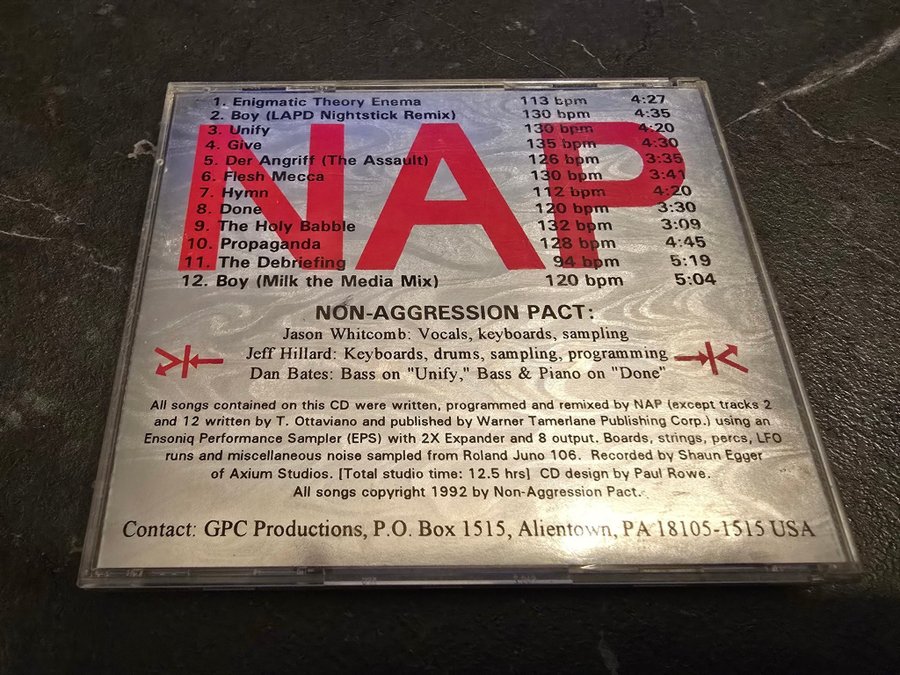 NAP
1. Enigmatic Theory Enema 113 bpm 4:27
2. Boy (LAPD Nightstick Remix) 130 bpm 4:35
3. Unify 130 bpm 4:20
4. Give 135 bpm 4:30
5. Der Angriff (The Assault) 126 bpm 3:35
6. Flesh Mecca 130 bpm 3:41
7. Hymn 112 bpm 4:20
8. Done 120 bpm 3:30
9. The Holy Babble 132 bpm 3:09
10. Propaganda 128 bpm 4:45
11. The Debriefing 94 bpm 5:19
12. Boy (Milk the Media Mix) 120 bpm 5:04
NON-AGGRESSION PACT:
Jason Whitcomb: Vocals, keyboards, sampling
Jeff Hillard: Keyboards, drums, sampling, programming
Dan Bates: Bass on "Unify," Bass & Piano on "Done"
All songs contained on this CD were written, programmed and remixed by NAP (except tracks 2
and 12 written by T. Ottaviano and published by Warner Tamerlane Publishing Corp.) using an
Ensoniq Performance Sampler (EPS) with 2X Expander and 8 output. Boards, strings, percs, LFO
runs and miscellaneous noise sampled from Roland Juno 106. Recorded by Shaun Egger
of Axium Studios. [Total studio time: 12.5 hrs] CD design by Paul Rowe.
All songs copyright 1992 by Non-Aggression Pact.
Contact: GPC Productions, P.O. Box 1515, Alientown, PA 18105-1515 USA